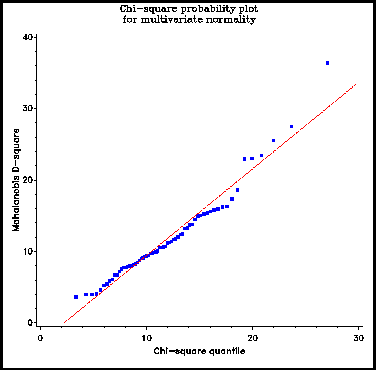 Chi-square probability plot
for multivariate normality
Mahalanobis D-square
40
30
20
10
0
0
10
20
30
Chi-square quantile